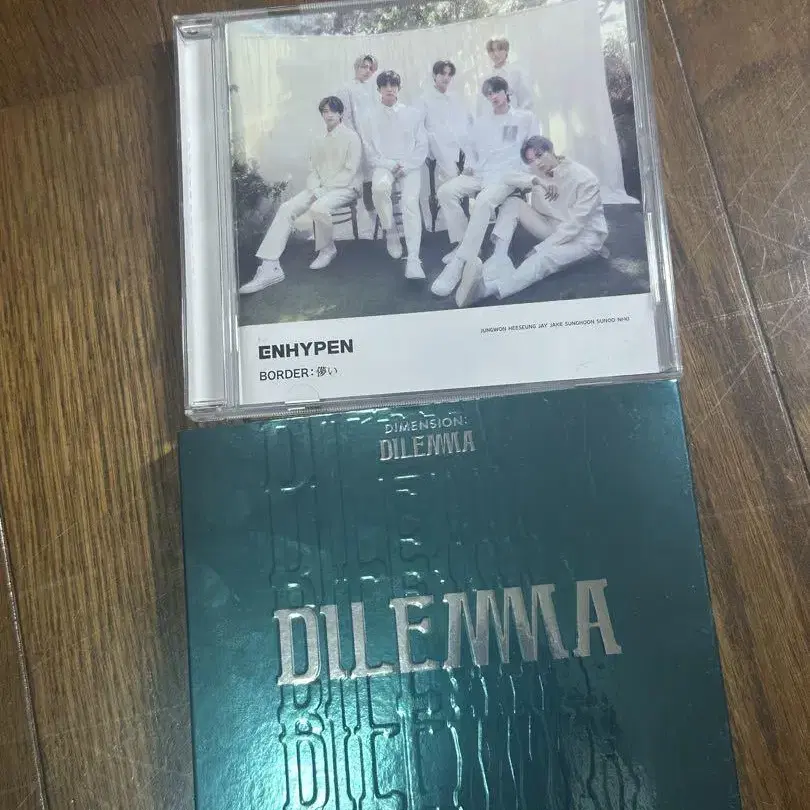 JUNGWON HEESEUNG JAY JAKE SUNGHOON SUNOO NI-KI
ENHYPEN
BORDER : 儚い
DIMENSION:
DILEMMA
DILEMMA